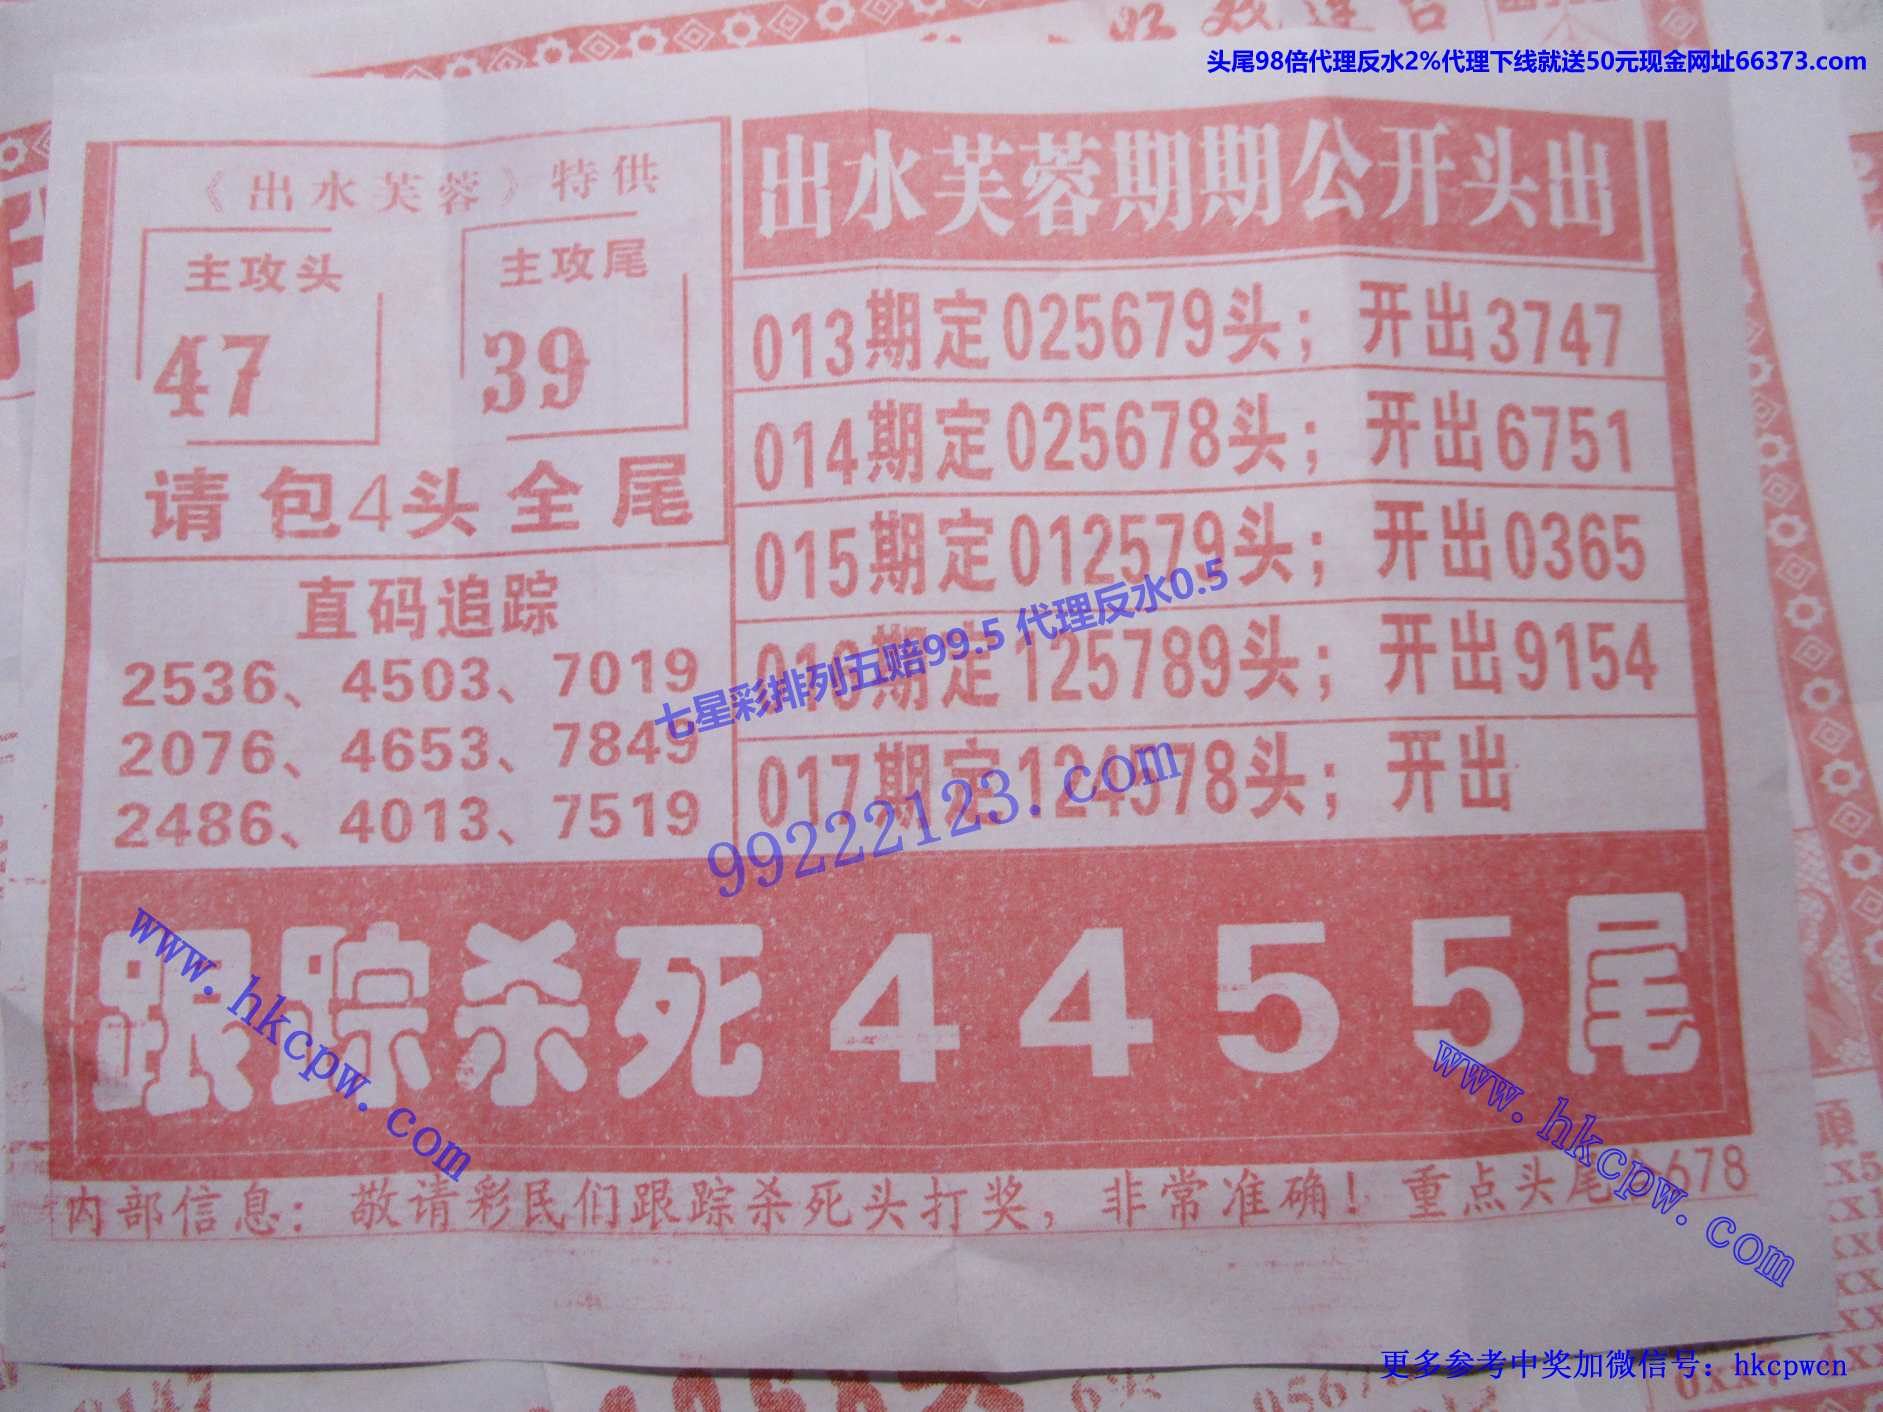 头尾98倍代理反水2%代理下线就送50元现金网址66373.com
《出水芙蓉》特供
主攻头
47
主攻尾
39
请包4头全尾
直码追踪
2536、4503、7019
2076、4653、7849
2486、4013、7519
出水芙蓉期期公开头出
013期定025679头；开出3747
014期定025678头；开出6751
015期定012579头；开出0365
016期定125789头；开出9154
017期定124578头；开出
七星彩排列五赔99.5 代理反水0.5
99222123.com
跟踪杀死4455尾
www.hkcpw.com
www.hkcpw.com
内部信息：敬请彩民们跟踪杀死头打奖，非常准确！重点头尾 678
更多参考中奖加微信号：hkcpwcn